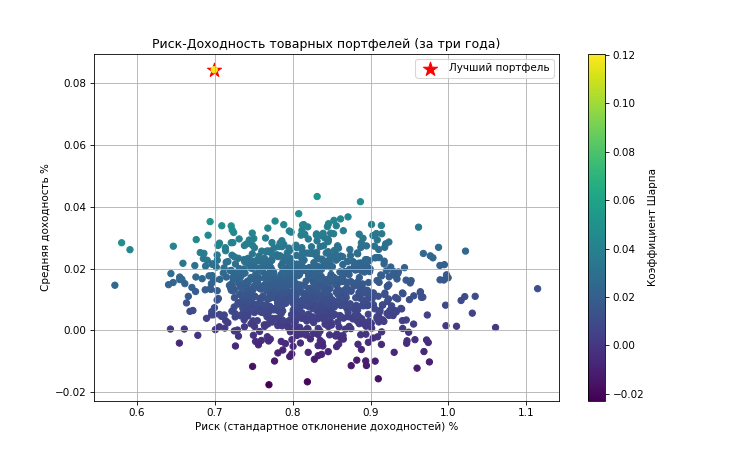 Риск-Доходность товарных портфелей (за три года)
Лучший портфель
Средняя доходность %
0.08
0.06
0.04
0.02
0.00
−0.02
0.6 0.7 0.8 0.9 1.0 1.1
Риск (стандартное отклонение доходностей) %
0.12
0.10
0.08
0.06
0.04
0.02
0.00
−0.02
Коэффициент Шарпа